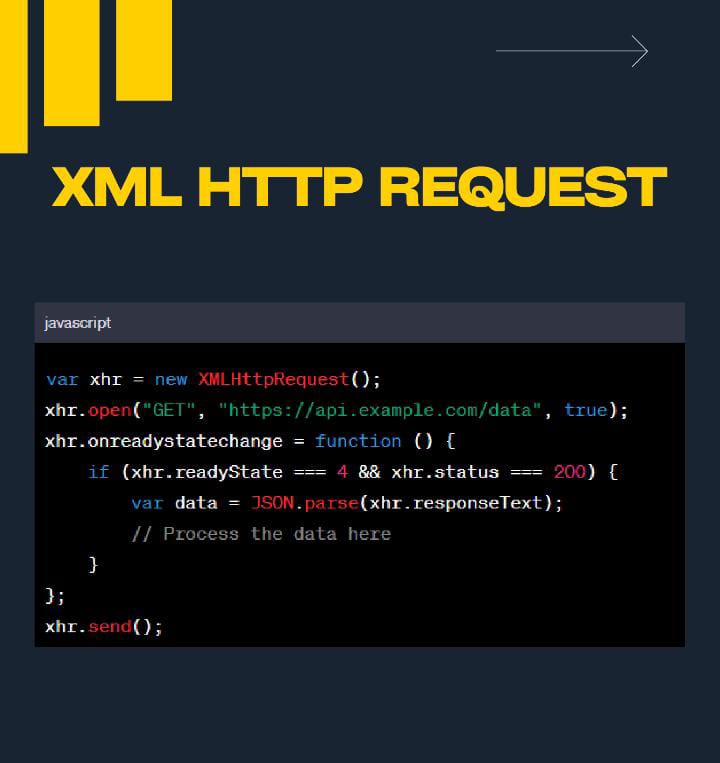 XML HTTP REQUEST
javascript
var xhr = new XMLHttpRequest();
xhr.open("GET", "https://api.example.com/data", true);
xhr.onreadystatechange = function () {
    if (xhr.readyState === 4 && xhr.status === 200) {
        var data = JSON.parse(xhr.responseText);
        // Process the data here
    }
};
xhr.send();